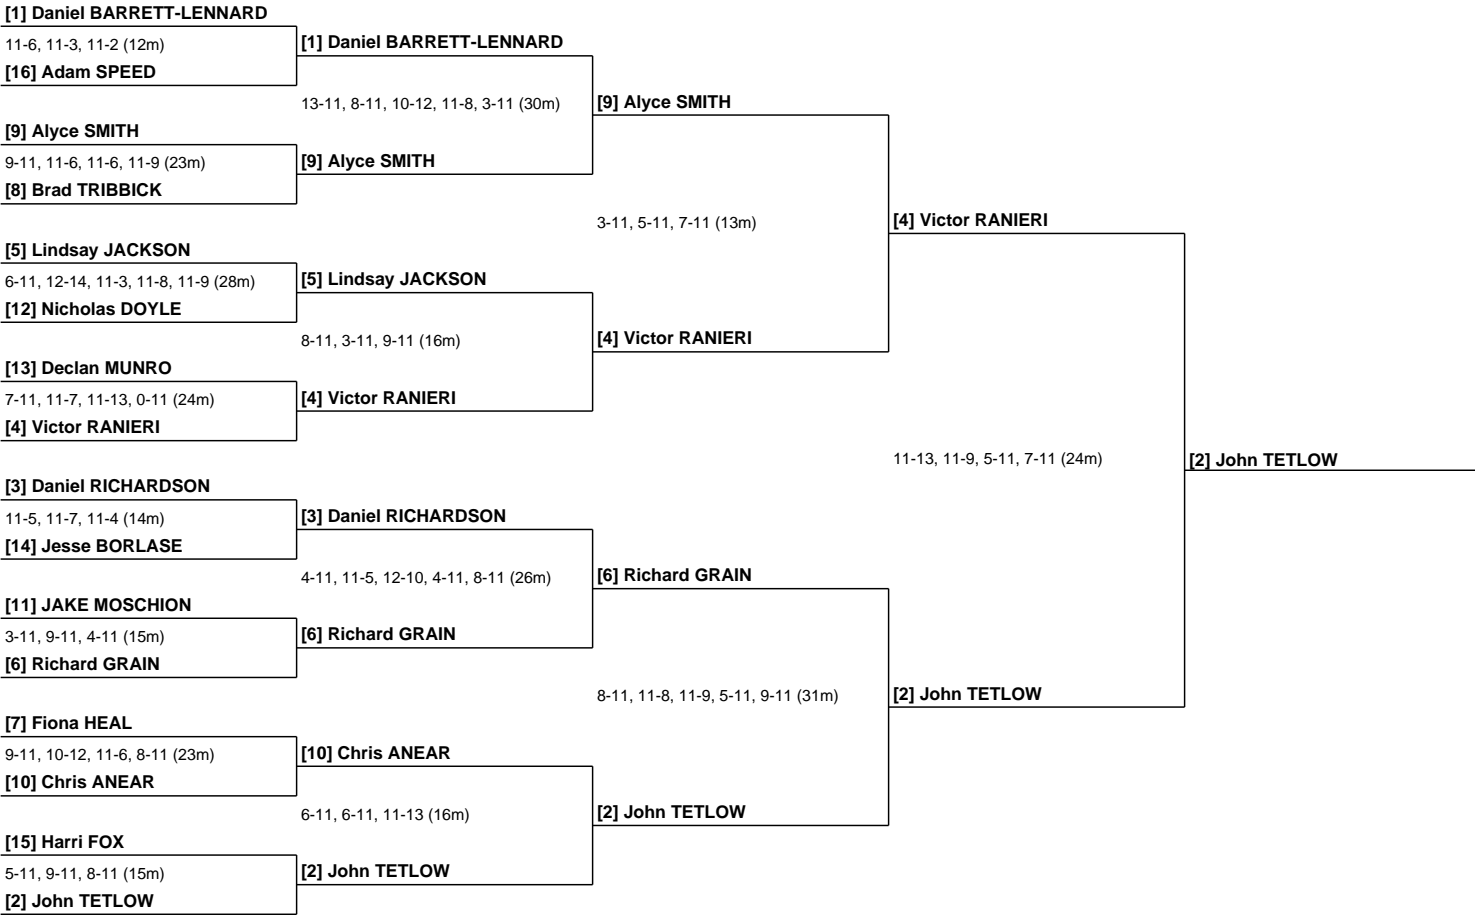 [1] Daniel BARRETT-LENNARD
11-6, 11-3, 11-2 (12m)
[16] Adam SPEED
[9] Alyce SMITH
9-11, 11-6, 11-6, 11-9 (23m)
[8] Brad TRIBBICK
[5] Lindsay JACKSON
6-11, 12-14, 11-3, 11-8, 11-9 (28m)
[12] Nicholas DOYLE
[13] Declan MUNRO
7-11, 11-7, 11-13, 0-11 (24m)
[4] Victor RANIERI
[3] Daniel RICHARDSON
11-5, 11-7, 11-4 (14m)
[14] Jesse BORLASE
[11] JAKE MOSCHION
3-11, 9-11, 4-11 (15m)
[6] Richard GRAIN
[7] Fiona HEAL
9-11, 10-12, 11-6, 8-11 (23m)
[10] Chris ANEAR
[15] Harri FOX
5-11, 9-11, 8-11 (15m)
[2] John TETLOW
[1] Daniel BARRETT-LENNARD
13-11, 8-11, 10-12, 11-8, 3-11 (30m)
[9] Alyce SMITH
[5] Lindsay JACKSON
8-11, 3-11, 9-11 (16m)
[4] Victor RANIERI
[3] Daniel RICHARDSON
4-11, 11-5, 12-10, 4-11, 8-11 (26m)
[6] Richard GRAIN
[10] Chris ANEAR
6-11, 6-11, 11-13 (16m)
[2] John TETLOW
[9] Alyce SMITH
3-11, 5-11, 7-11 (13m)
[4] Victor RANIERI
[6] Richard GRAIN
8-11, 11-8, 11-9, 5-11, 9-11 (31m)
[2] John TETLOW
[4] Victor RANIERI
11-13, 11-9, 5-11, 7-11 (24m)
[2] John TETLOW
[2] John TETLOW